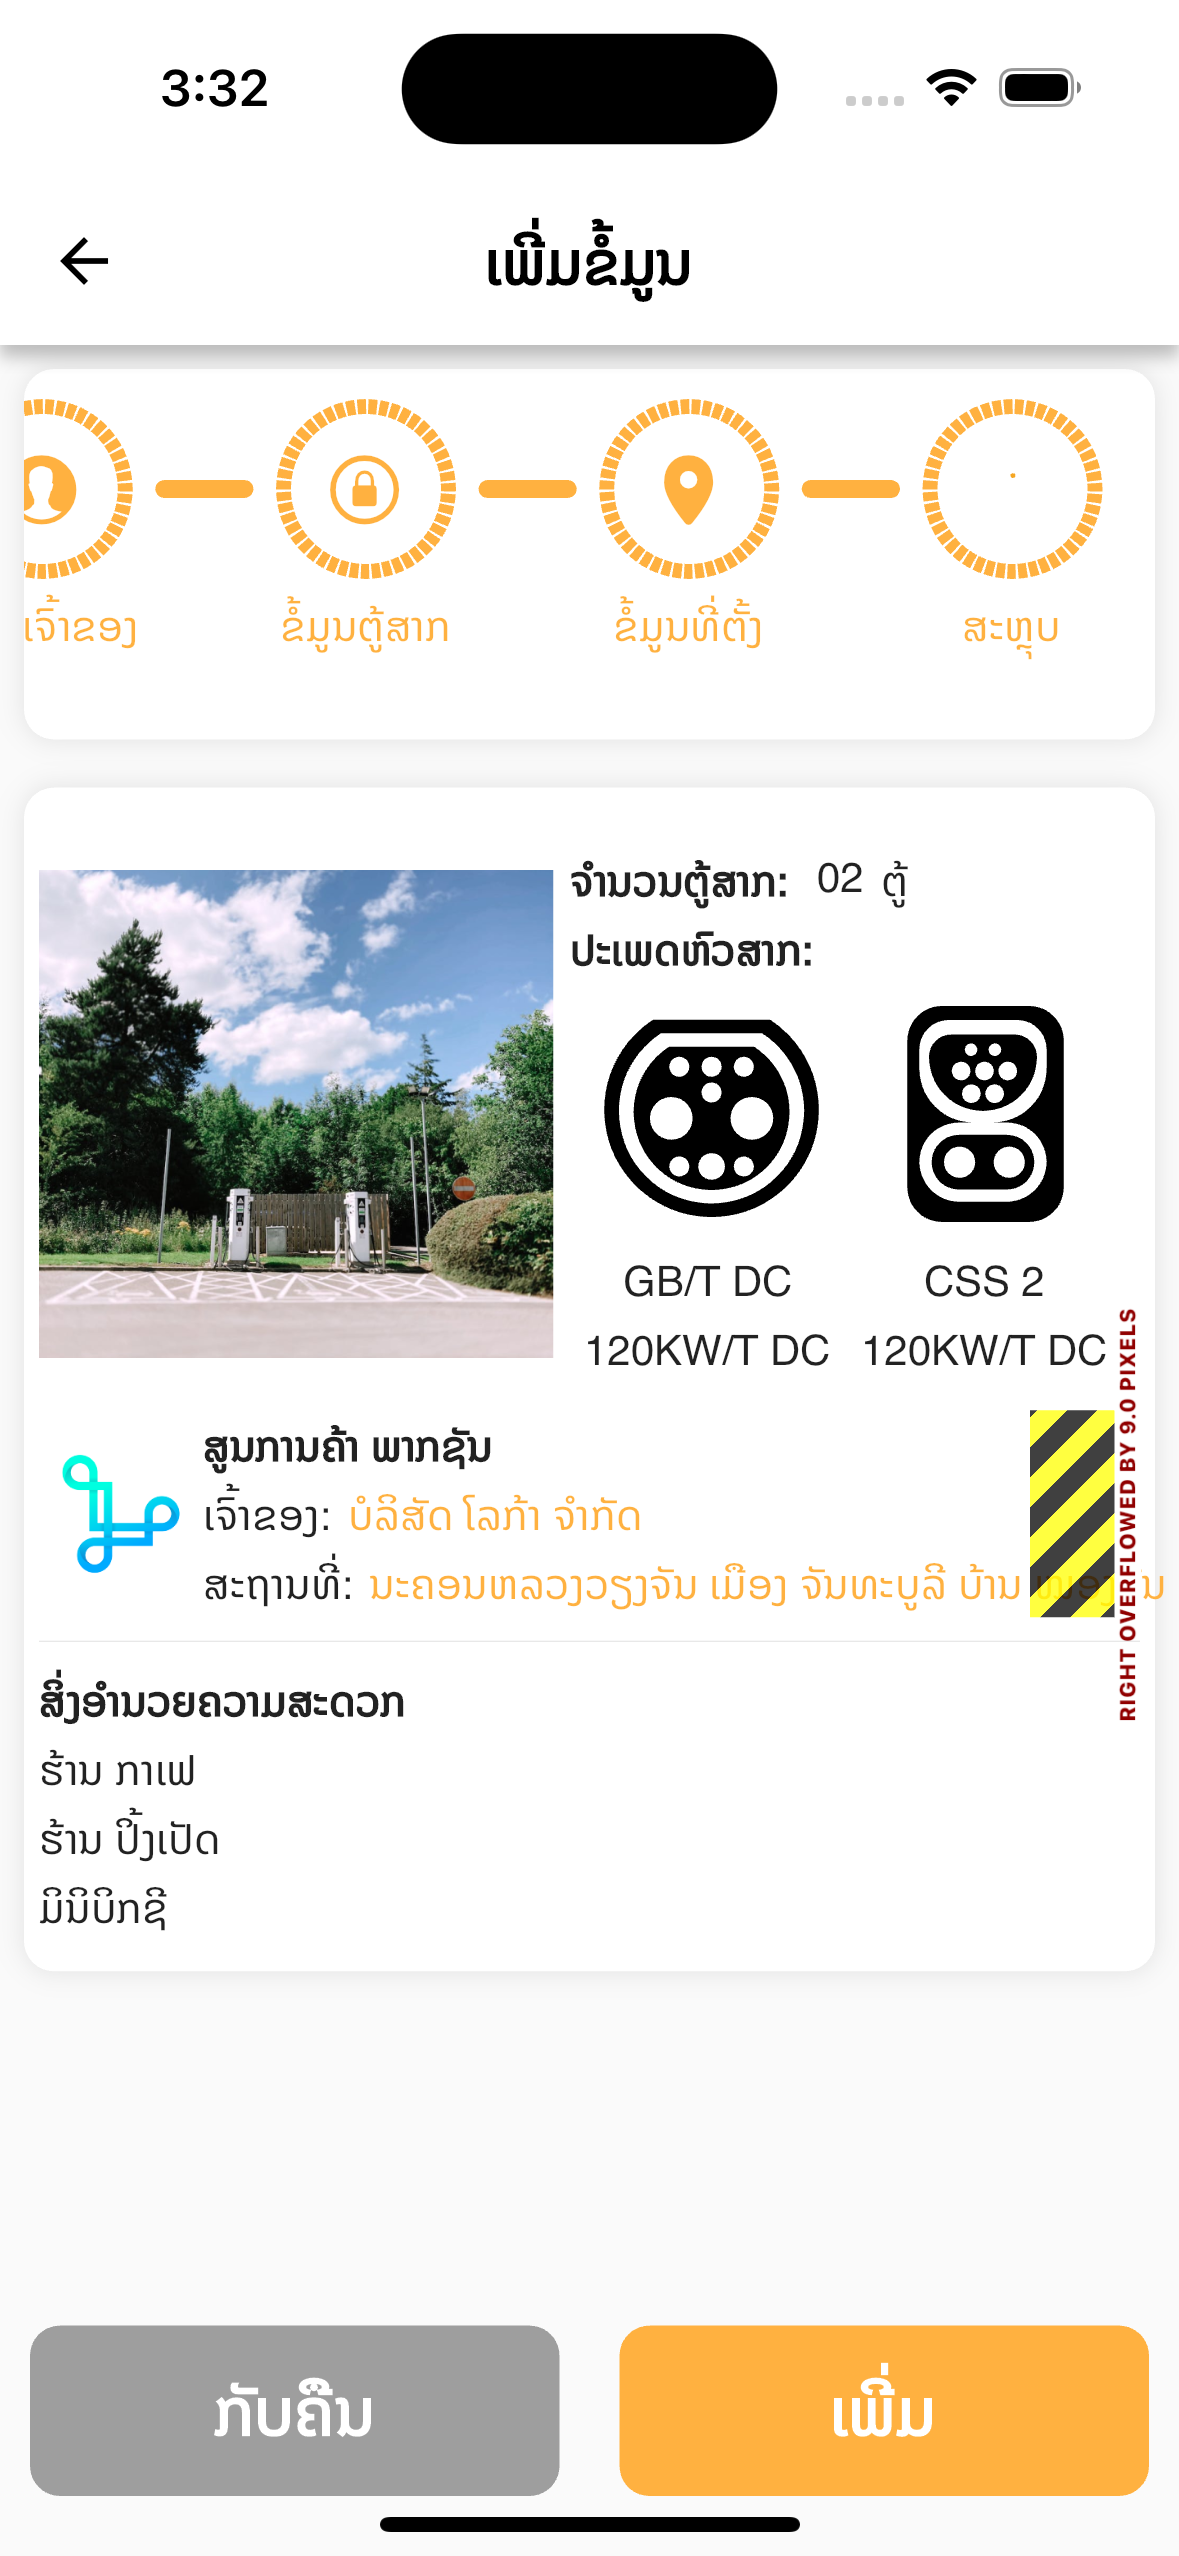 3:32
ເພີ່ມຂໍ້ມູນ
ເຈົ້າຂອງ
ຂໍ້ມູນຕູ້ສາກ
ຂໍ້ມູນທີ່ຕັ້ງ
ສະຫຼຸບ
ຈຳນວນຕູ້ສາກ: 02 ຕູ້
ປະເພດຫົວສາກ:
GB/T DC
CSS 2
120KW/T DC
120KW/T DC
RIGHT OVERFLOWED BY 9.0 PIXELS
ສູນການຄ້າ ພາກຊັນ
ເຈົ້າຂອງ: ບໍລິສັດ ໂລກ້າ ຈຳກັດ
ສະຖານທີ່: ນະຄອນຫລວງວຽງຈັນ ເມືອງ ຈັນທະບູລີ ບ້ານ
ສິ່ງອຳນວຍຄວາມສະດວກ
ຮ້ານ ກາເຟ
ຮ້ານ ປິ້ງເປັດ
ມິນິບິກຊີ
ກັບຄືນ
ເພີ່ມ